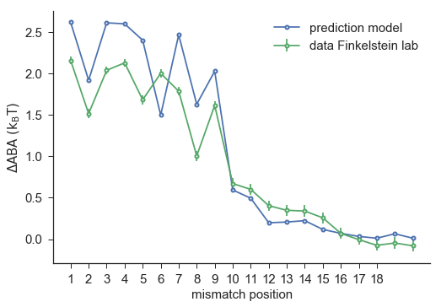 prediction model
data Finkelstein lab
ΔABA (k_BT)
2.5
2.0
1.5
1.0
0.5
0.0
1 2 3 4 5 6 7 8 9 10 11 12 13 14 15 16 17 18
mismatch position